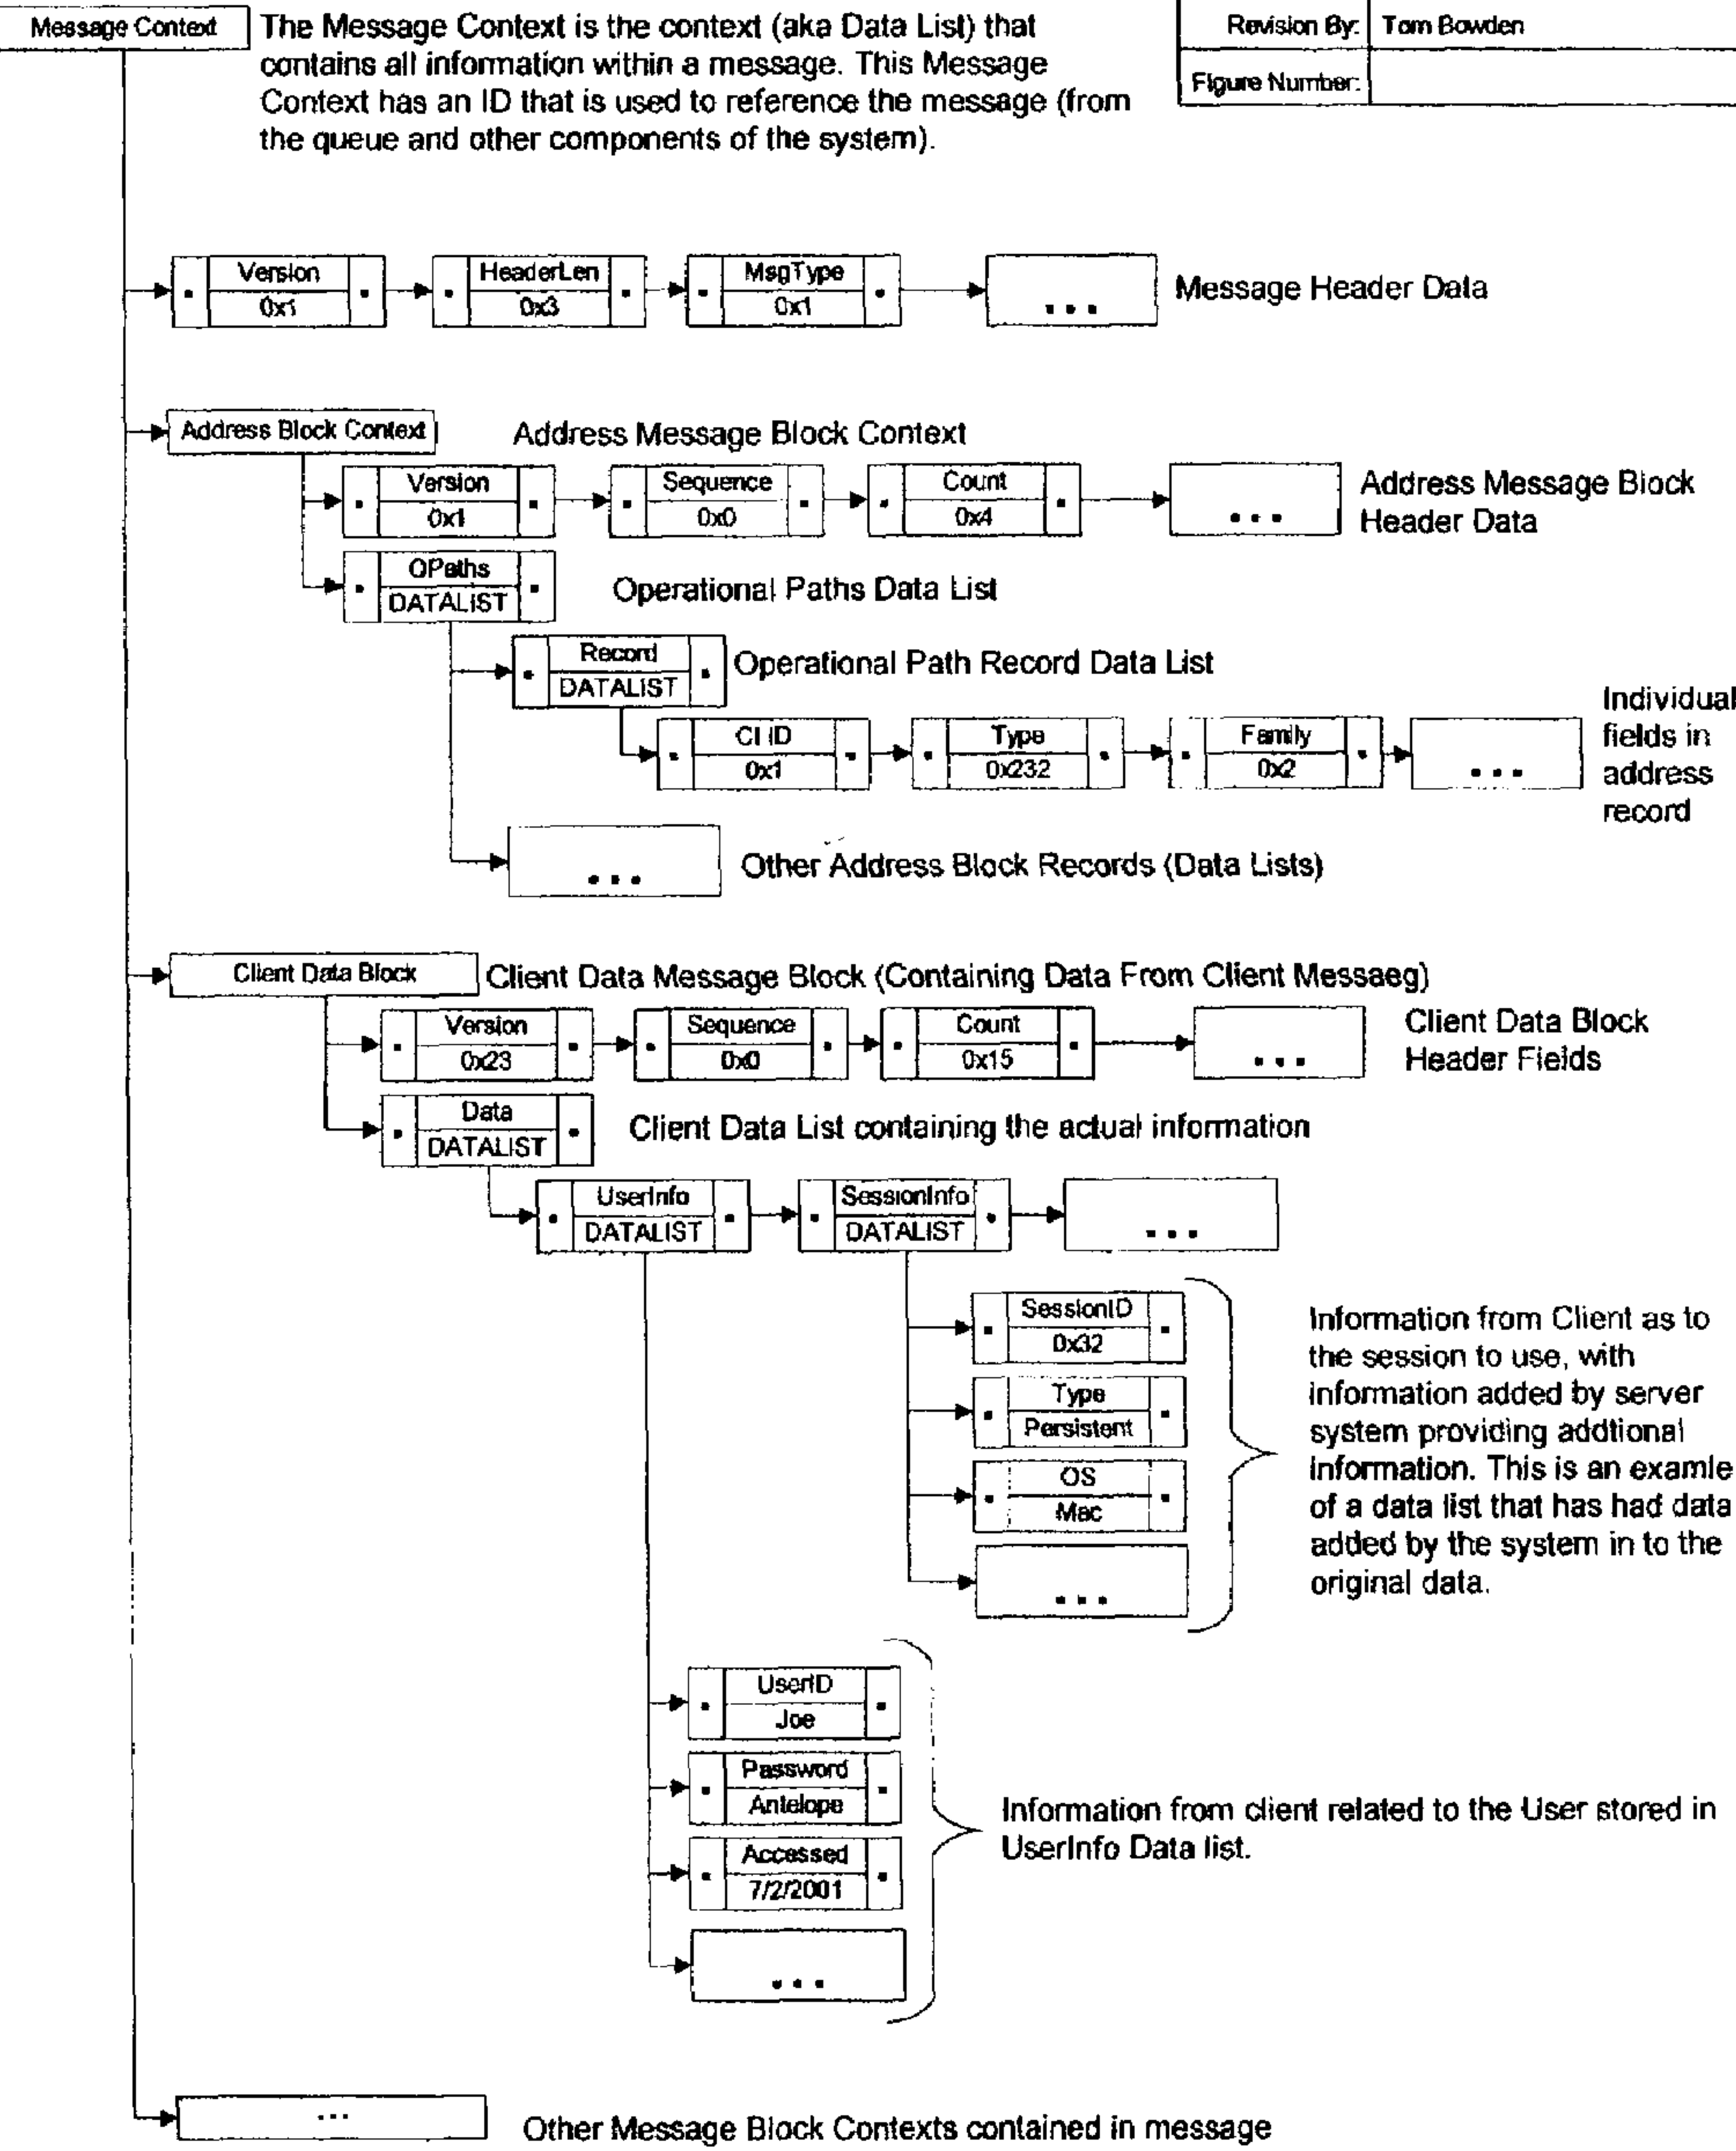 Message Context
The Message Context is the context (aka Data List) that
contains all information within a message. This Message
Context has an ID that is used to reference the message (from
the queue and other components of the system).
Revision By: Tom Bowden
Figure Number:
Version HeaderLen MsgType
0x1 0x3 0x1 ...
Message Header Data
Address Block Context
Address Message Block Context
Version Sequence Count
0x1 0x0 0x4 ...
Address Message Block
Header Data
OPaths
DATALIST
Operational Paths Data List
Record
DATALIST
Operational Path Record Data List
CI ID Type Family
0x1 0x232 0x2 ...
Individual
fields in
address
record
...
Other Address Block Records (Data Lists)
Client Data Block
Client Data Message Block (Containing Data From Client Messaeg)
Version Sequence Count
0x23 0x0 0x15 ...
Client Data Block
Header Fields
Data
DATALIST
Client Data List containing the actual information
UserInfo SessionInfo
DATALIST DATALIST ...
SessionID
0x32
Type
Persistent
OS
Mac
...
Information from Client as to
the session to use, with
information added by server
system providing addtional
information. This is an examle
of a data list that has had data
added by the system in to the
original data.
UserID
Joe
Password
Antelope
Accessed
7/2/2001
...
Information from client related to the User stored in
UserInfo Data list.
...
Other Message Block Contexts contained in message